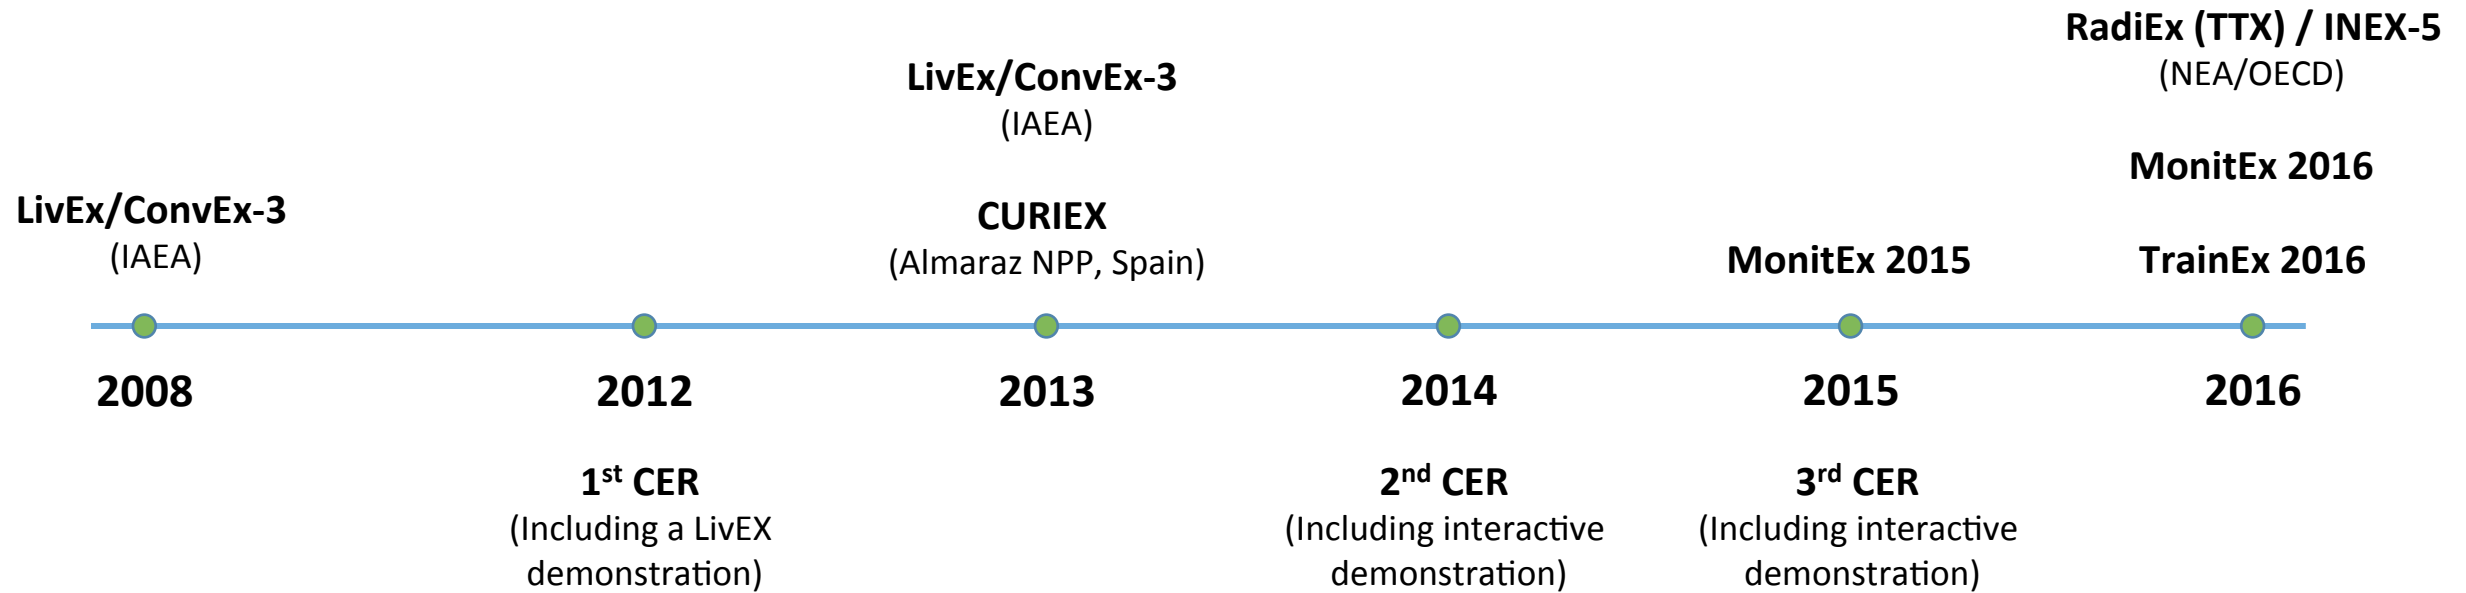 RadiEx (TTX) / INEX-5
(NEA/OECD)
LivEx/ConvEx-3
(IAEA)
MonitEx 2016
LivEx/ConvEx-3
(IAEA)
CURIEX
(Almaraz NPP, Spain)
MonitEx 2015
TrainEx 2016
2008
2012
2013
2014
2015
2016
1st CER
(Including a LivEX
demonstration)
2nd CER
(Including interactive
demonstration)
3rd CER
(Including interactive
demonstration)